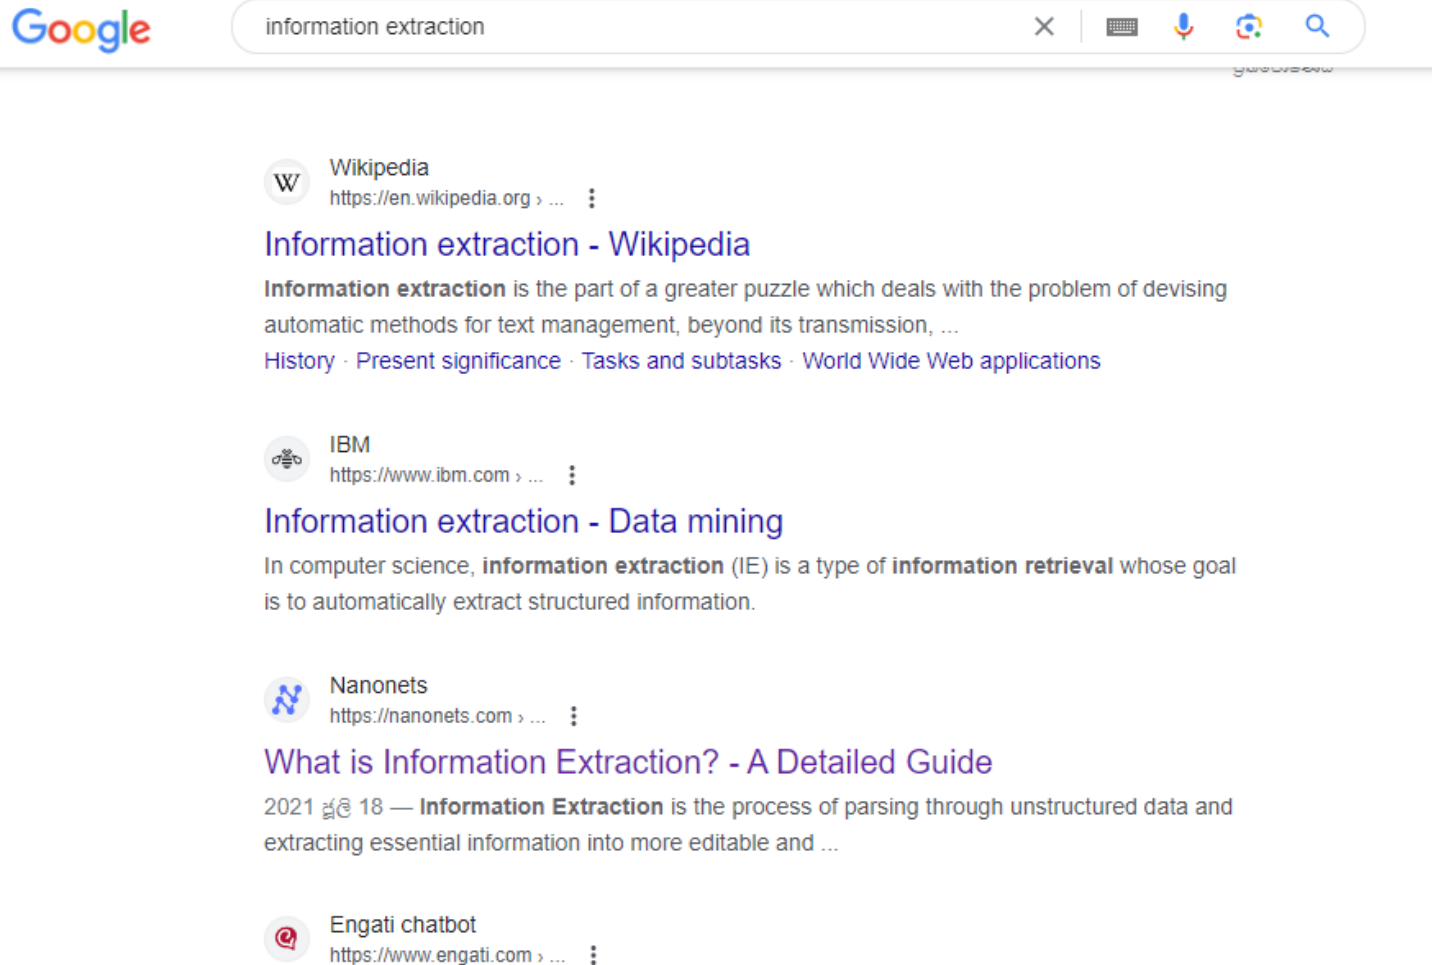 Google
information extraction
W
Wikipedia
https://en.wikipedia.org › ...
Information extraction - Wikipedia
Information extraction is the part of a greater puzzle which deals with the problem of devising
automatic methods for text management, beyond its transmission, ...
History · Present significance · Tasks and subtasks · World Wide Web applications
IBM
https://www.ibm.com › ...
Information extraction - Data mining
In computer science, information extraction (IE) is a type of information retrieval whose goal
is to automatically extract structured information.
Nanonets
https://nanonets.com › ...
What is Information Extraction? - A Detailed Guide
2021 ජූලි 18 — Information Extraction is the process of parsing through unstructured data and
extracting essential information into more editable and ...
Engati chatbot
https://www.engati.com › ...